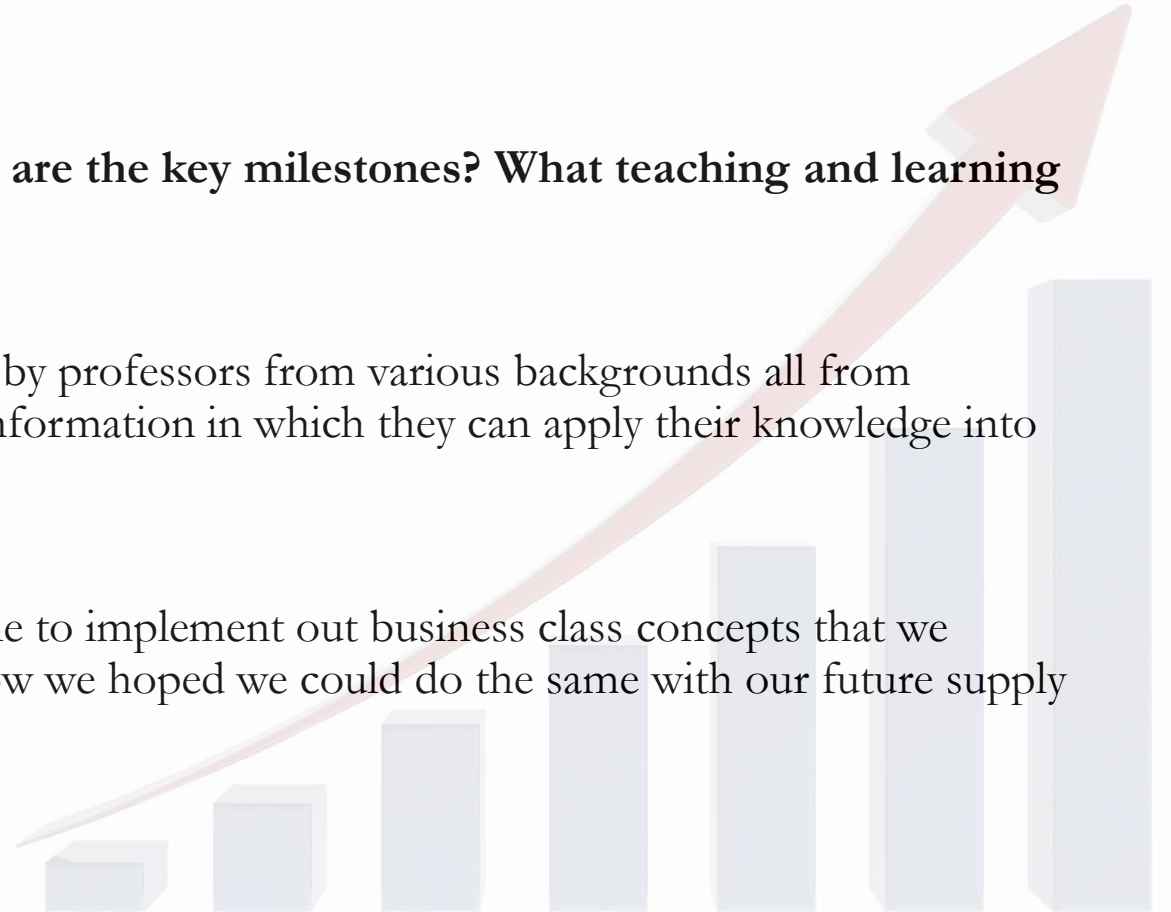 are the key milestones? What teaching and learning
by professors from various backgrounds all from
nformation in which they can apply their knowledge into
e to implement out business class concepts that we
ow we hoped we could do the same with our future supply